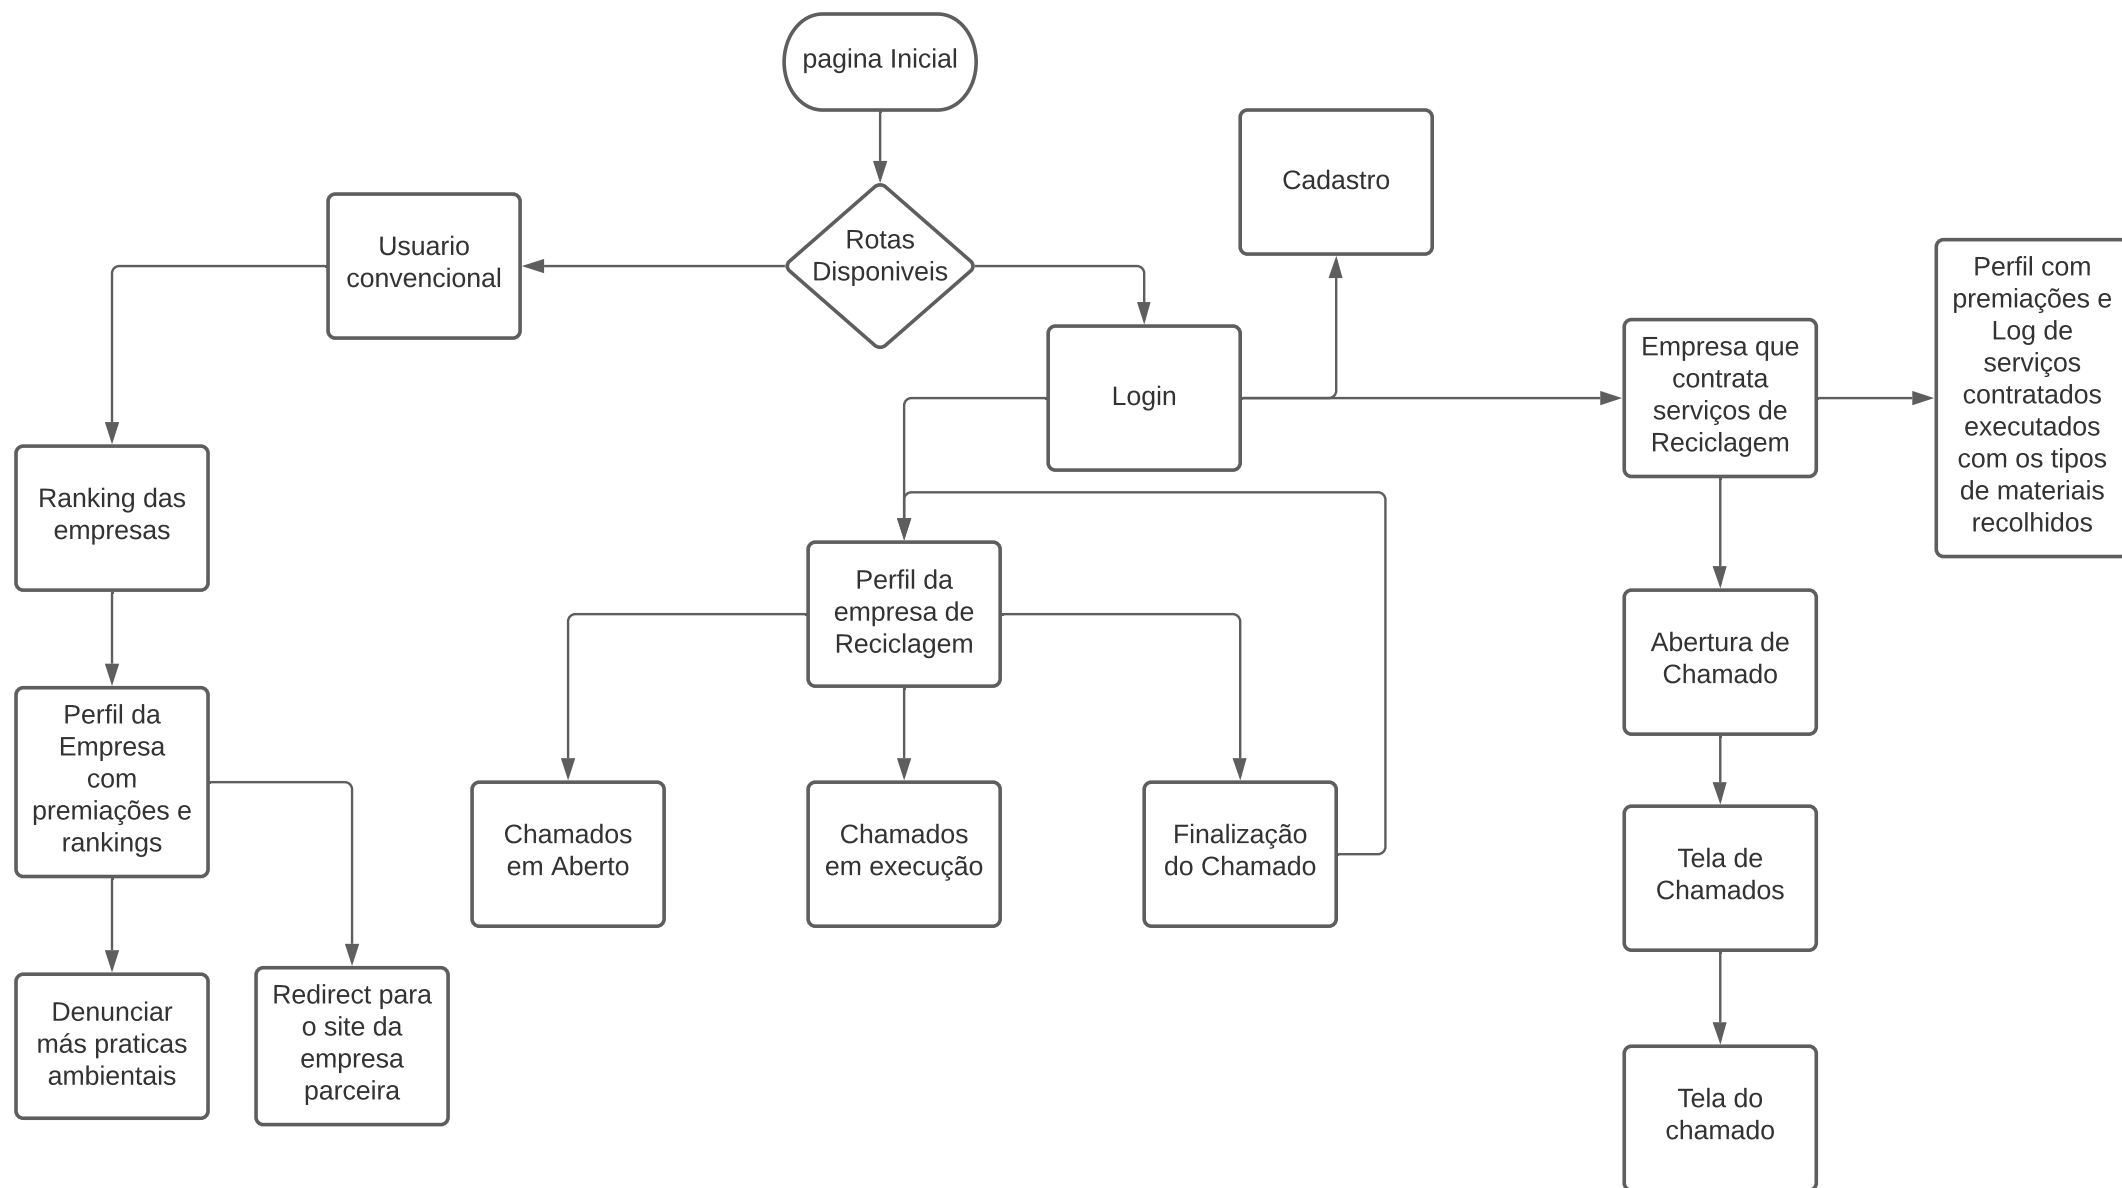 pagina Inicial
Cadastro
Usuario
convencional
Rotas
Disponiveis
Login
Empresa que
contrata
serviços de
Reciclagem
Perfil com
premiações e
Log de
serviços
contratados
executados
com os tipos
de materiais
recolhidos
Ranking das
empresas
Perfil da
empresa de
Reciclagem
Abertura de
Chamado
Perfil da
Empresa
com
premiações e
rankings
Chamados
em Aberto
Chamados
em execução
Finalização
do Chamado
Tela de
Chamados
Denunciar
más praticas
ambientais
Redirect para
o site da
empresa
parceira
Tela do
chamado